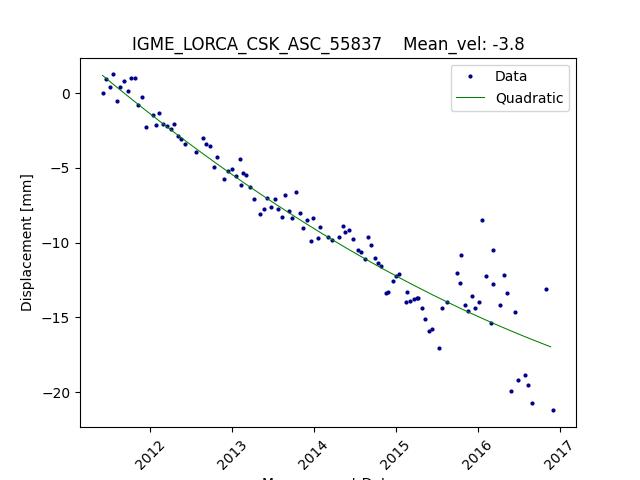 IGME_LORCA_CSK_ASC_55837    Mean_vel: -3.8
Data
Quadratic
Displacement [mm]
0
−5
−10
−15
−20
2012
2013
2014
2015
2016
2017